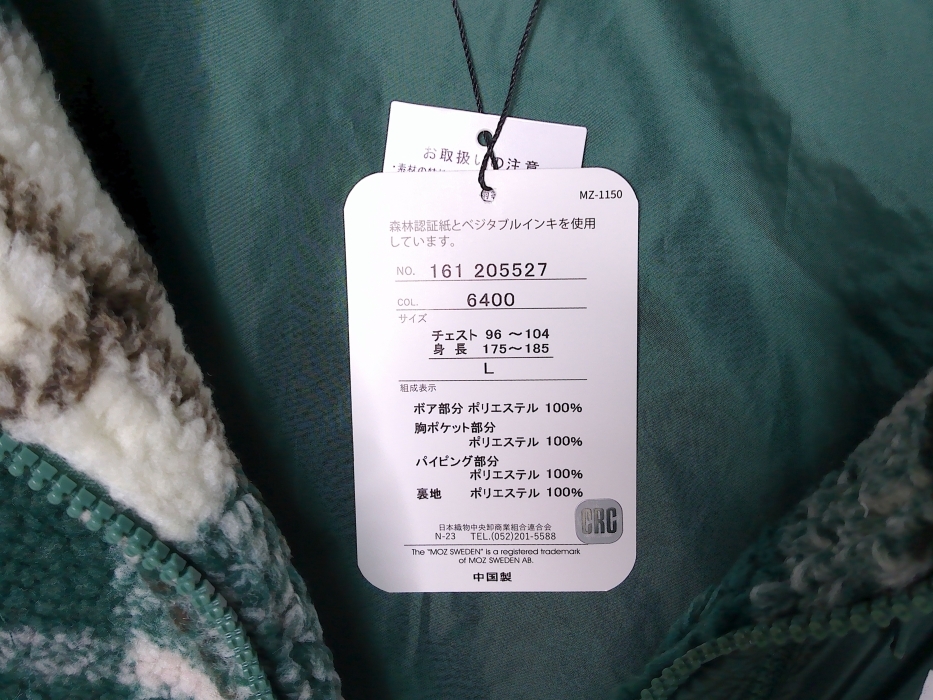 お取扱いの注意
MZ-1150
森林認証紙とベジタブルインキを使用
しています。
NO. 161 205527
COL. 6400
サイズ
チェスト 96 ～104
身 長 175～185
L
組成表示
ボア部分 ポリエステル 100%
胸ポケット部分
ポリエステル 100%
パイピング部分
ポリエステル 100%
裏地 ポリエステル 100%
CRC
日本織物中央卸商業組合連合会
N-23 TEL.(052)201-5588
The "MOZ SWEDEN" is a registered trademark
of MOZ SWEDEN AB.
中国製